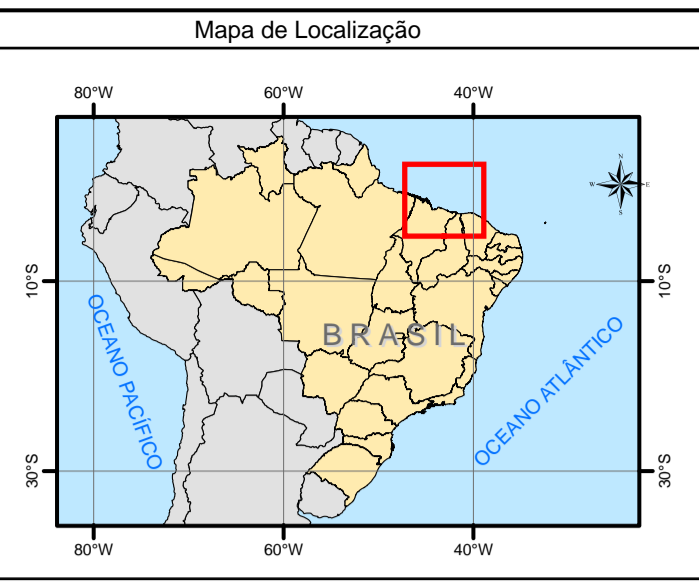 Mapa de Localização
80°W 60°W 40°W
N
W E
S
10°S 10°S
BRASIL
OCEANO PACÍFICO
OCEANO ATLÂNTICO
30°S 30°S
80°W 60°W 40°W